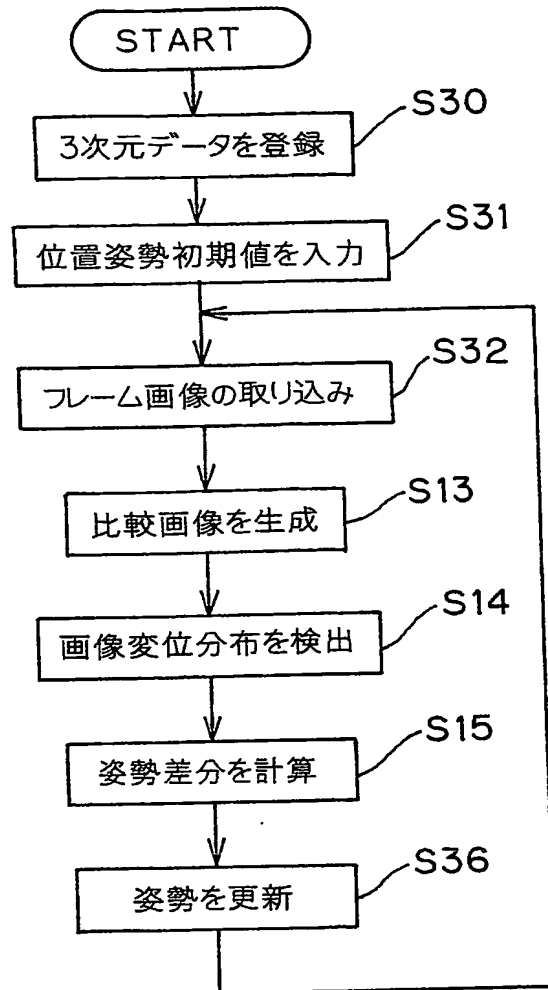 START
S30
3次元データを登録
S31
位置姿勢初期値を入力
S32
フレーム画像の取り込み
S13
比較画像を生成
S14
画像変位分布を検出
S15
姿勢差分を計算
S36
姿勢を更新